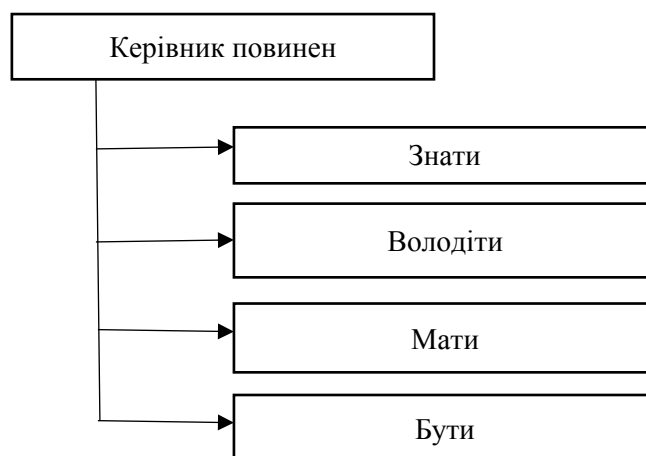 Керівник повинен
Знати
Володіти
Мати
Бути